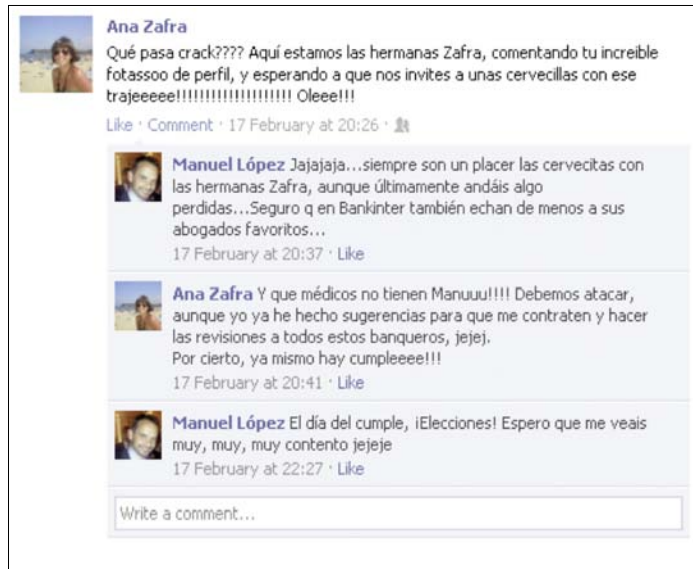 Ana Zafra
Qué pasa crack???? Aquí estamos las hermanas Zafra, comentando tu increible
fotassoo de perfil, y esperando a que nos invites a unas cervecillas con ese
trajeeeee!!!!!!!!!!!!!!!!!!!! Oleee!!!
Like · Comment · 17 February at 20:26 ·
Manuel López Jajajaja...siempre son un placer las cervecitas con
las hermanas Zafra, aunque últimamente andáis algo
perdidas...Seguro q en Bankinter también echan de menos a sus
abogados favoritos...
17 February at 20:37 · Like
Ana Zafra Y que médicos no tienen Manuuu!!!! Debemos atacar,
aunque yo ya he hecho sugerencias para que me contraten y hacer
las revisiones a todos estos banqueros, jejej.
Por cierto, ya mismo hay cumpleeee!!!
17 February at 20:41 · Like
Manuel López El día del cumple, ¡Elecciones! Espero que me veais
muy, muy, muy contento jejeje
17 February at 22:27 · Like
Write a comment...